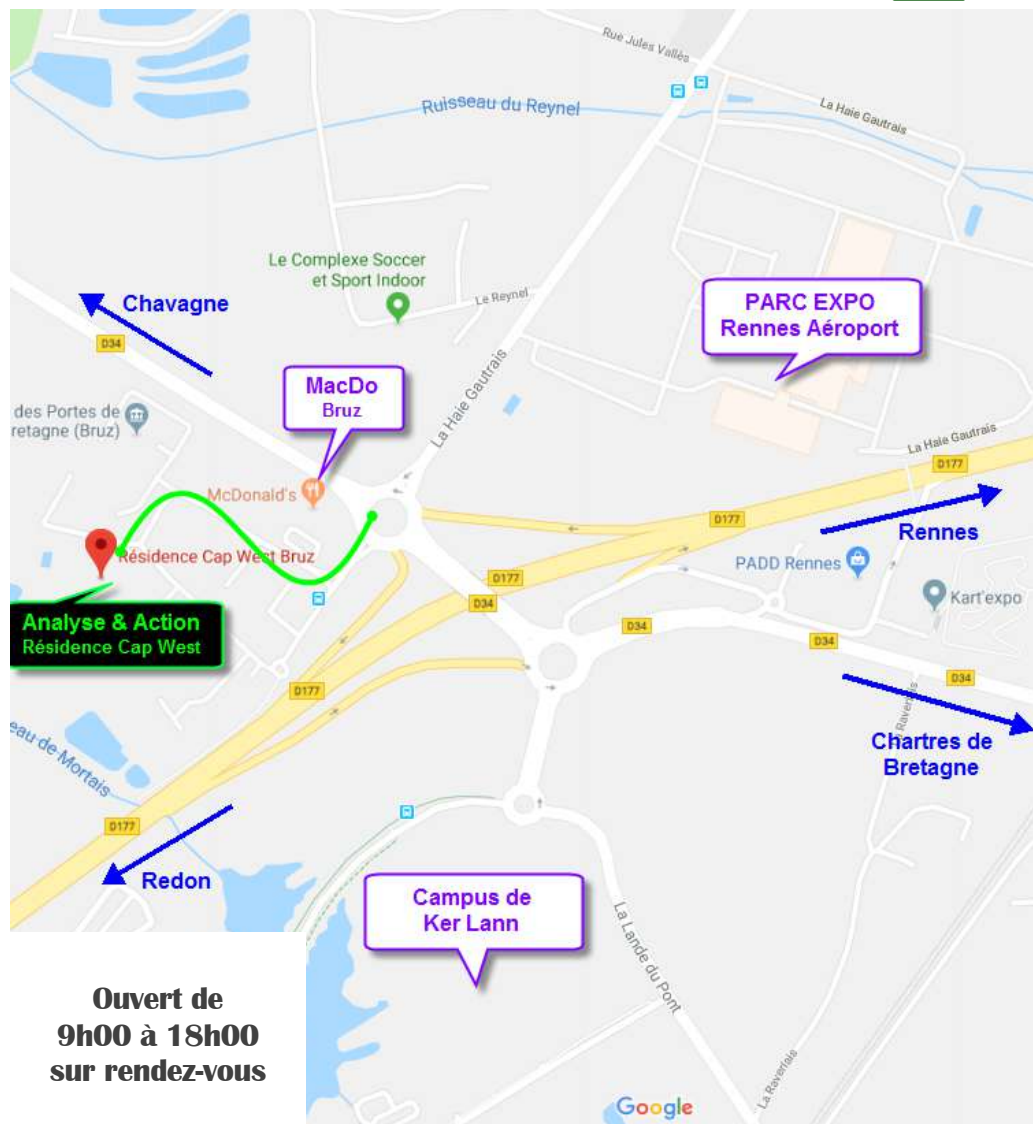 Rue Jules Vallès
La Haie Gautrais
Ruisseau du Reynel
Le Complexe Soccer
et Sport Indoor
Le Reynel
Chavagne
D34
PARC EXPO
Rennes Aéroport
MacDo
Bruz
La Haie Gautrais
des Portes de
retagne (Bruz)
La Haie Gautrais
D177
McDonald's
D177
Rennes
Résidence Cap West Bruz
PADD Rennes
D177
Kart'expo
D34
Analyse & Action
Résidence Cap West
D34
D34
D34
D177
La Raverlais
eau de Mortais
Chartres de
Bretagne
D177
Redon
Campus de
Ker Lann
La Lande du Pont
Ouvert de
9h00 à 18h00
sur rendez-vous
La Raverlais
Google